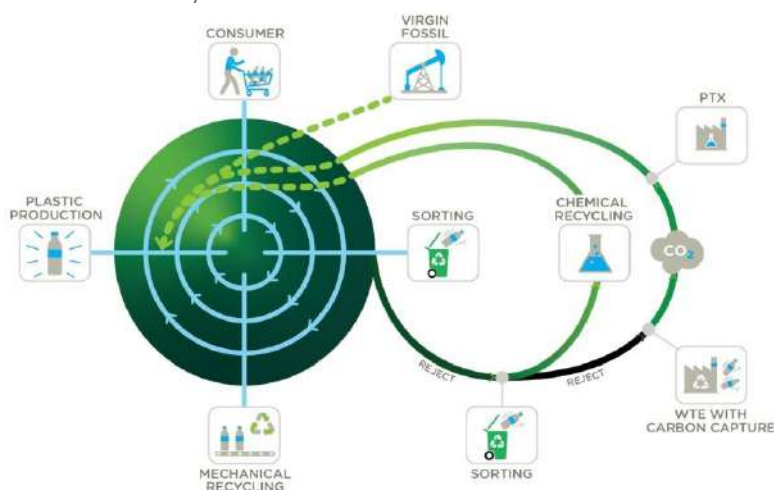 CONSUMER
VIRGIN
FOSSIL
PTX
PLASTIC
PRODUCTION
SORTING
CHEMICAL
RECYCLING
CO2
REJECT
REJECT
WTE WITH
CARBON CAPTURE
MECHANICAL
RECYCLING
SORTING